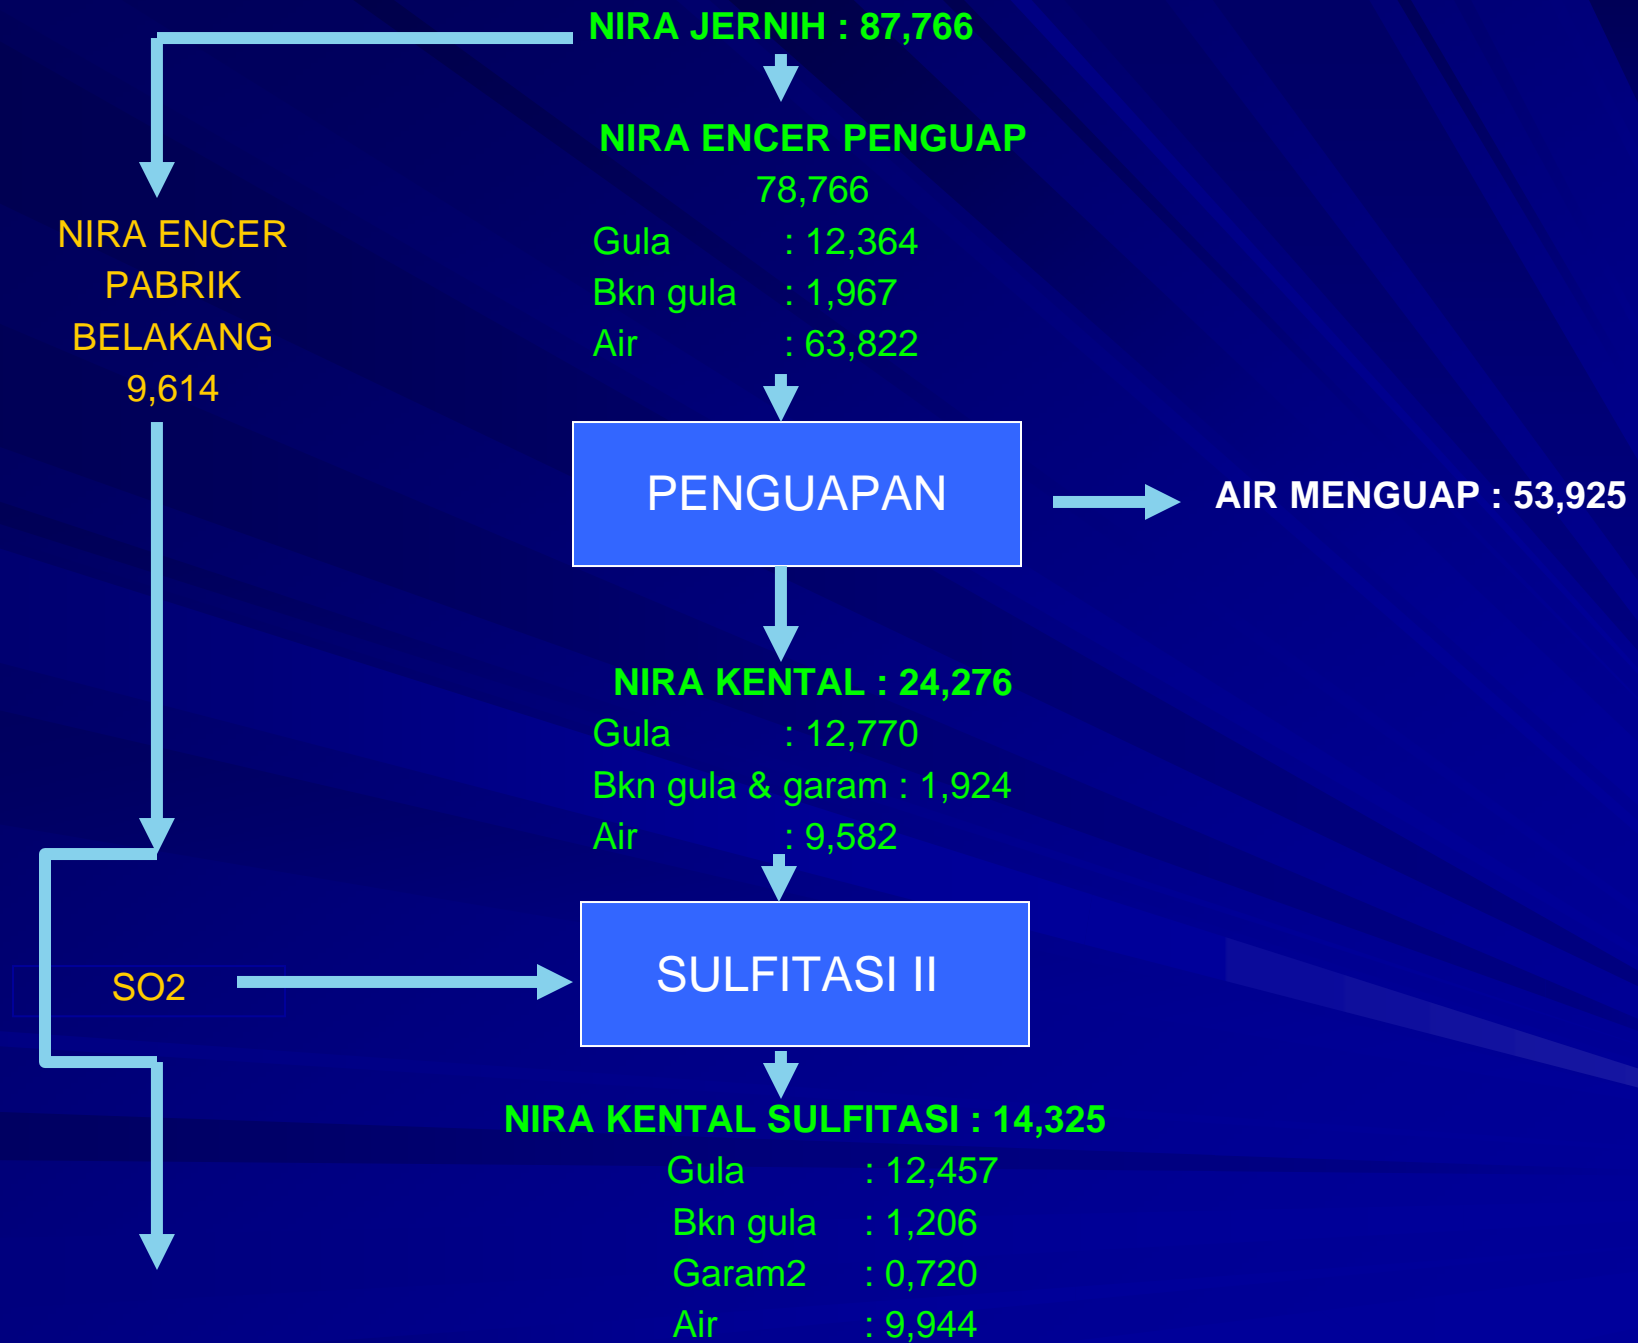 NIRA JERNIH : 87,766
NIRA ENCER PENGUAP
78,766
Gula : 12,364
Bkn gula : 1,967
Air : 63,822
NIRA ENCER
PABRIK
BELAKANG
9,614
PENGUAPAN
AIR MENGUAP : 53,925
NIRA KENTAL : 24,276
Gula : 12,770
Bkn gula & garam : 1,924
Air : 9,582
SO2
SULFITASI II
NIRA KENTAL SULFITASI : 14,325
Gula : 12,457
Bkn gula : 1,206
Garam2 : 0,720
Air : 9,944